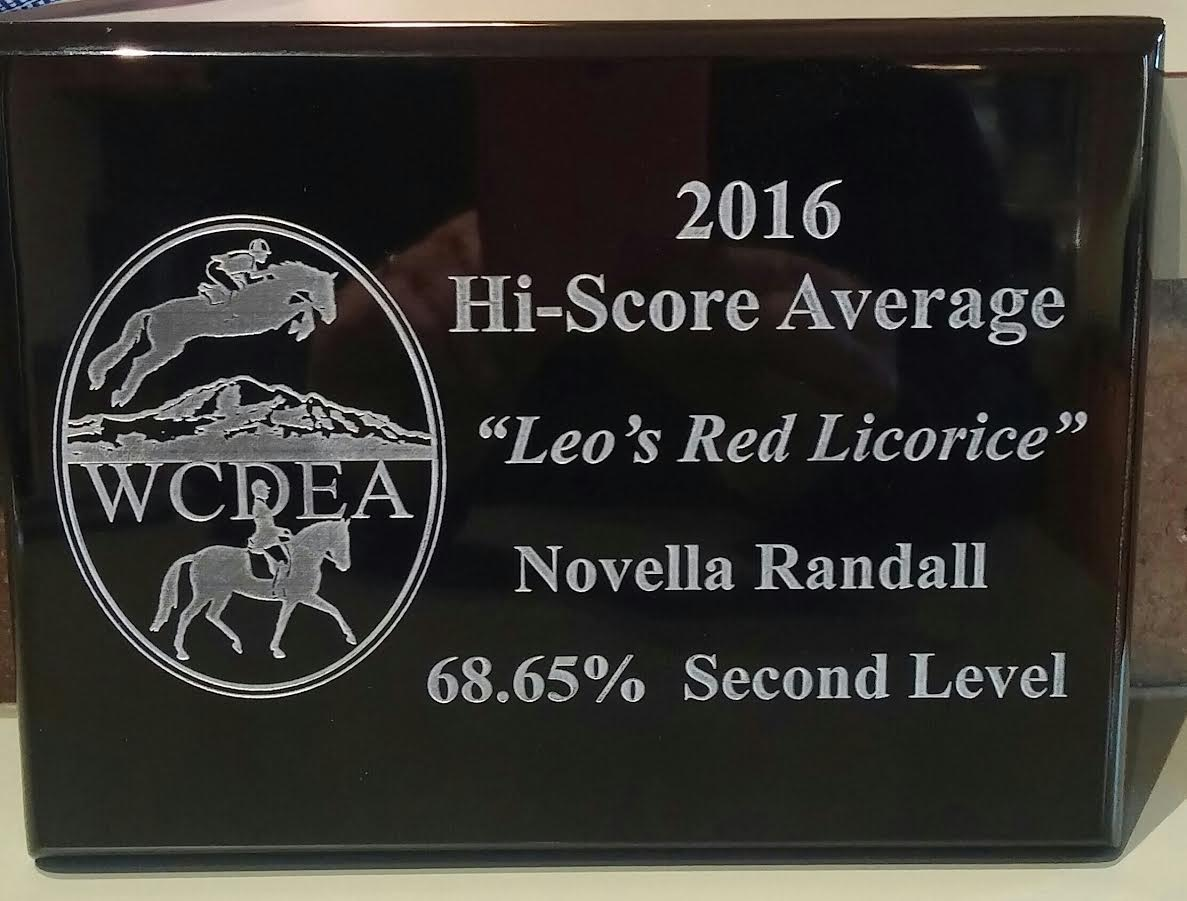 2016
Hi-Score Average
"Leo's Red Licorice"
WCDEA
Novella Randall
68.65% Second Level